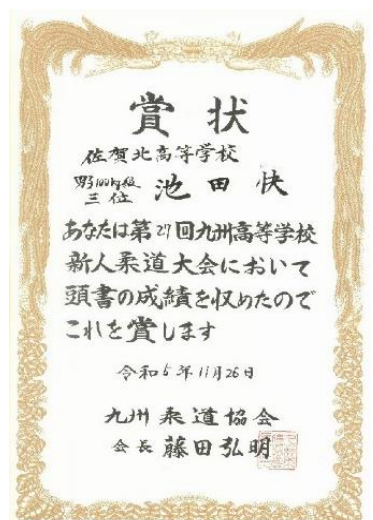 賞状
佐賀北高等学校
男子100kg級
三位 池田 快
あなたは第27回九州高等学校
新人柔道大会において
頭書の成績を収めたので
これを賞します
令和5年11月26日
九州柔道協会
会長 藤田弘明